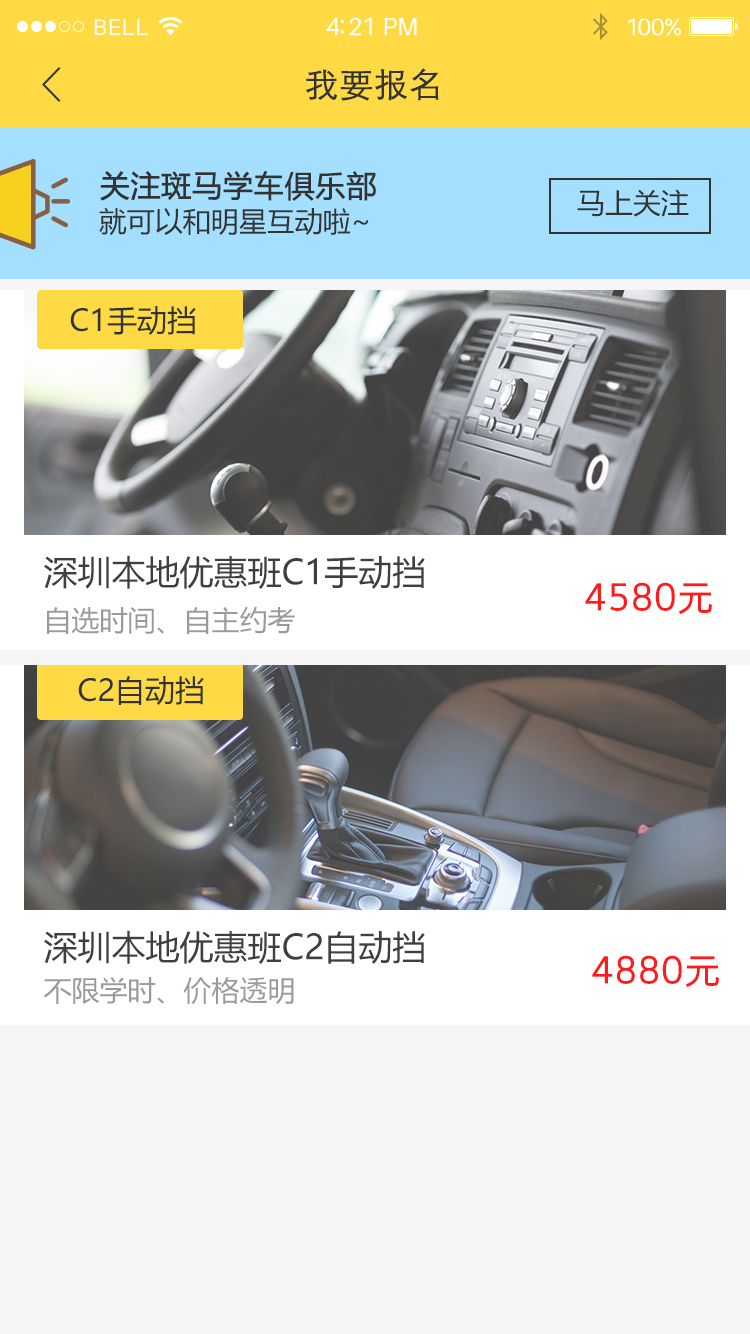 BELL 4:21 PM 100%
我要报名
关注斑马学车俱乐部
就可以和明星互动啦~
马上关注
C1手动挡
深圳本地优惠班C1手动挡
自选时间、自主约考
4580元
C2自动挡
深圳本地优惠班C2自动挡
不限学时、价格透明
4880元